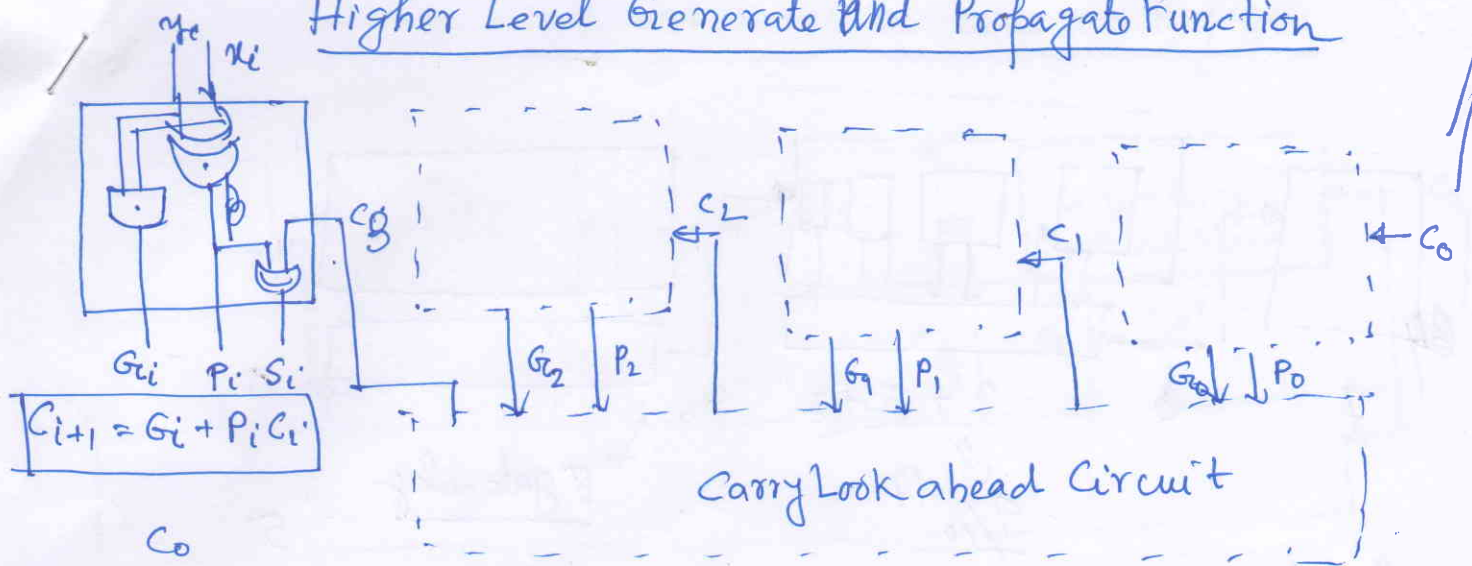 Higher Level Generate And Propagate Function
yi xi
C3
C2
C1
C0
Gi Pi Si
G2 P2
G1 P1
G0 P0
Ci+1 = Gi + PiCi
Carry Look ahead Circuit
C0